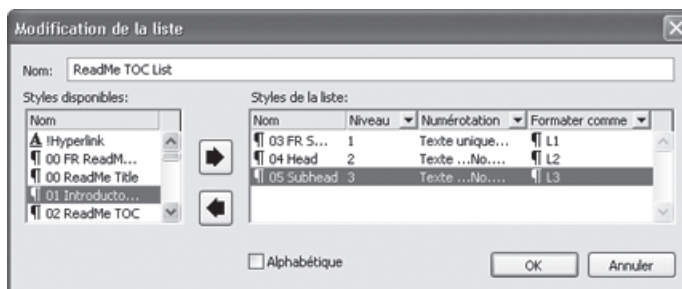 Modification de la liste
Nom: ReadMe TOC List
Styles disponibles:
Nom
A !Hyperlink
¶ 00 FR ReadM...
¶ 00 ReadMe Title
¶ 01 Introducto...
¶ 02 ReadMe TOC
Styles de la liste:
Nom Niveau Numérotation Formater comme
¶ 03 FR S... 1 Texte unique... ¶ L1
¶ 04 Head 2 Texte ...No.... ¶ L2
¶ 05 Subhead 3 Texte ...No.... ¶ L3
Alphabétique
OK Annuler